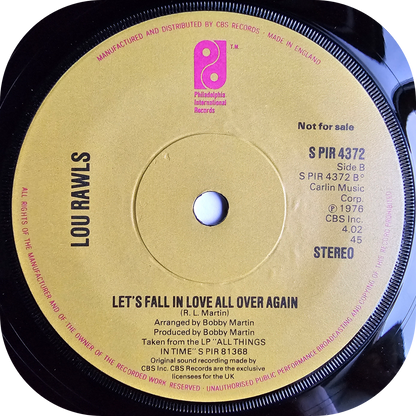 MANUFACTURED AND DISTRIBUTED BY CBS RECORDS - MADE IN ENGLAND
T.M.
Philadelphia
International
Records
Not for sale
LOU RAWLS
S PIR 4372
Side B
S PIR 4372 B°
Carlin Music
Corp.
℗ 1976
CBS Inc.
4.02
45
STEREO
LET'S FALL IN LOVE ALL OVER AGAIN
(R. L. Martin)
Arranged by Bobby Martin
Produced by Bobby Martin
Taken from the LP "ALL THINGS
IN TIME" S PIR 81368
Original sound recording made by
CBS Inc. CBS Records are the exclusive
licensees for the UK
ALL RIGHTS OF THE MANUFACTURER AND OF THE OWNER OF THE RECORDED WORK RESERVED - UNAUTHORISED PUBLIC PERFORMANCE BROADCASTING AND COPYING OF THIS RECORD PROHIBITED